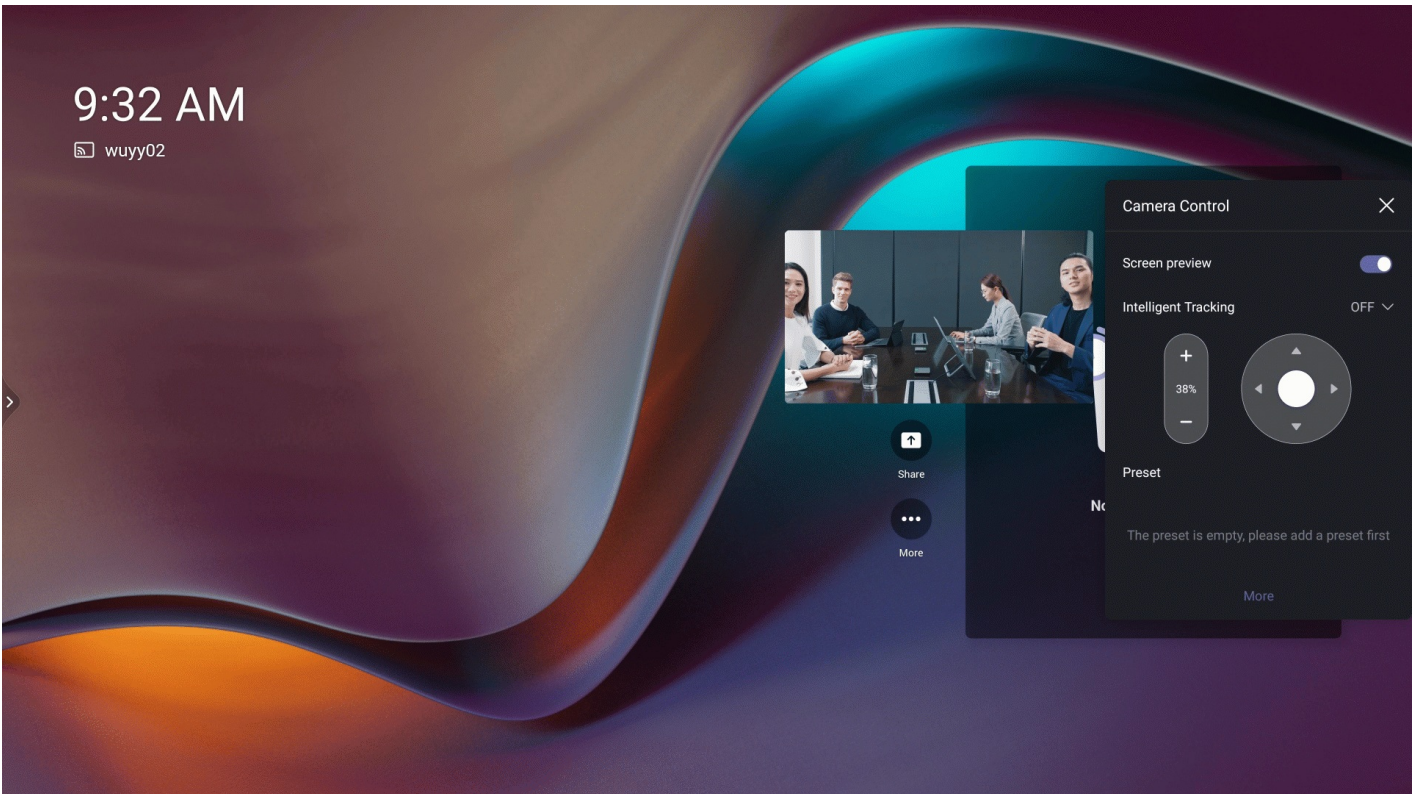 9:32 AM
wuyy02
Camera Control
Screen preview
Intelligent Tracking
OFF
+
38%
−
Share
Preset
More
The preset is empty, please add a preset first
More